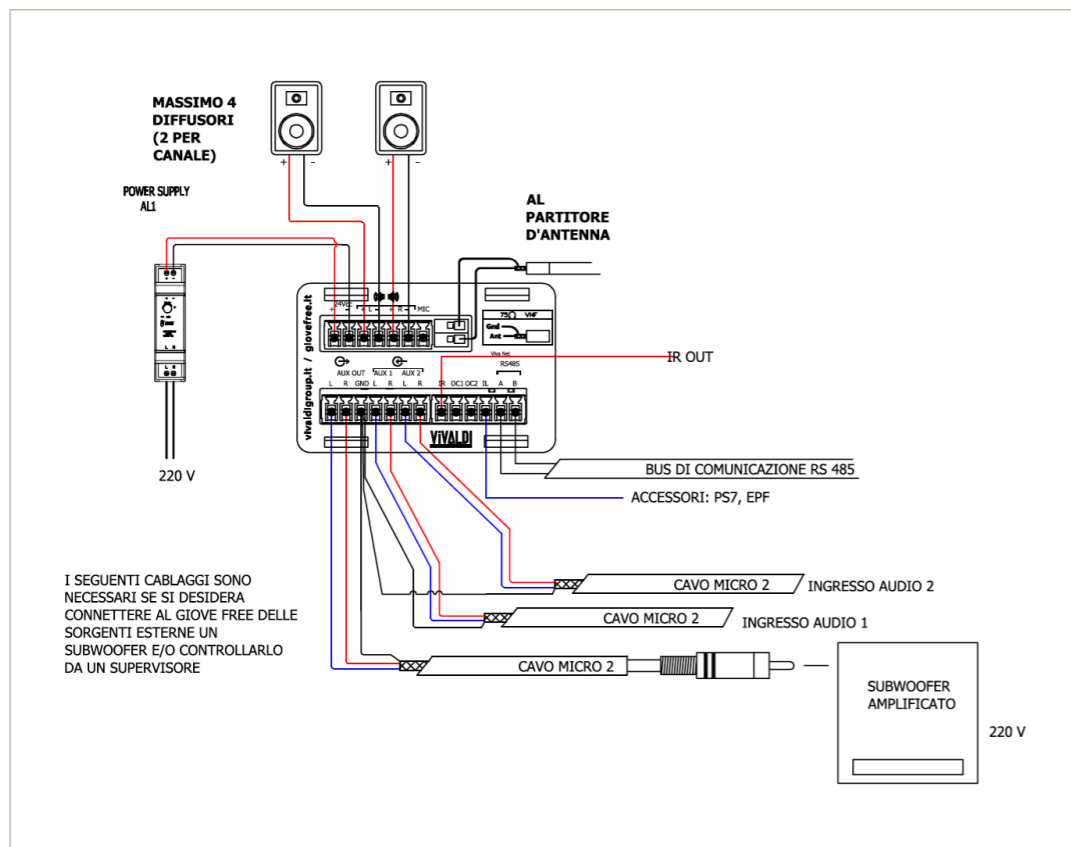 MASSIMO 4
DIFFUSORI
(2 PER
CANALE)
+ −
+ −
POWER SUPPLY
AL1
AL
PARTITORE
D'ANTENNA
+ −
L N
220 V
vivaldigroup.it / giovefree.it
24Vcc
+ − + L − + R − MIC
75Ω VHF
Gnd
Ant
Viva Net
RS485
AUX OUT AUX 1 AUX 2
L R GND L R L R IR OC1 OC2 IL A B
ViVALDI
IR OUT
BUS DI COMUNICAZIONE RS 485
ACCESSORI: PS7, EPF
I SEGUENTI CABLAGGI SONO
NECESSARI SE SI DESIDERA
CONNETTERE AL GIOVE FREE DELLE
SORGENTI ESTERNE UN
SUBWOOFER E/O CONTROLLARLO
DA UN SUPERVISORE
CAVO MICRO 2 INGRESSO AUDIO 2
CAVO MICRO 2 INGRESSO AUDIO 1
CAVO MICRO 2
SUBWOOFER
AMPLIFICATO
220 V